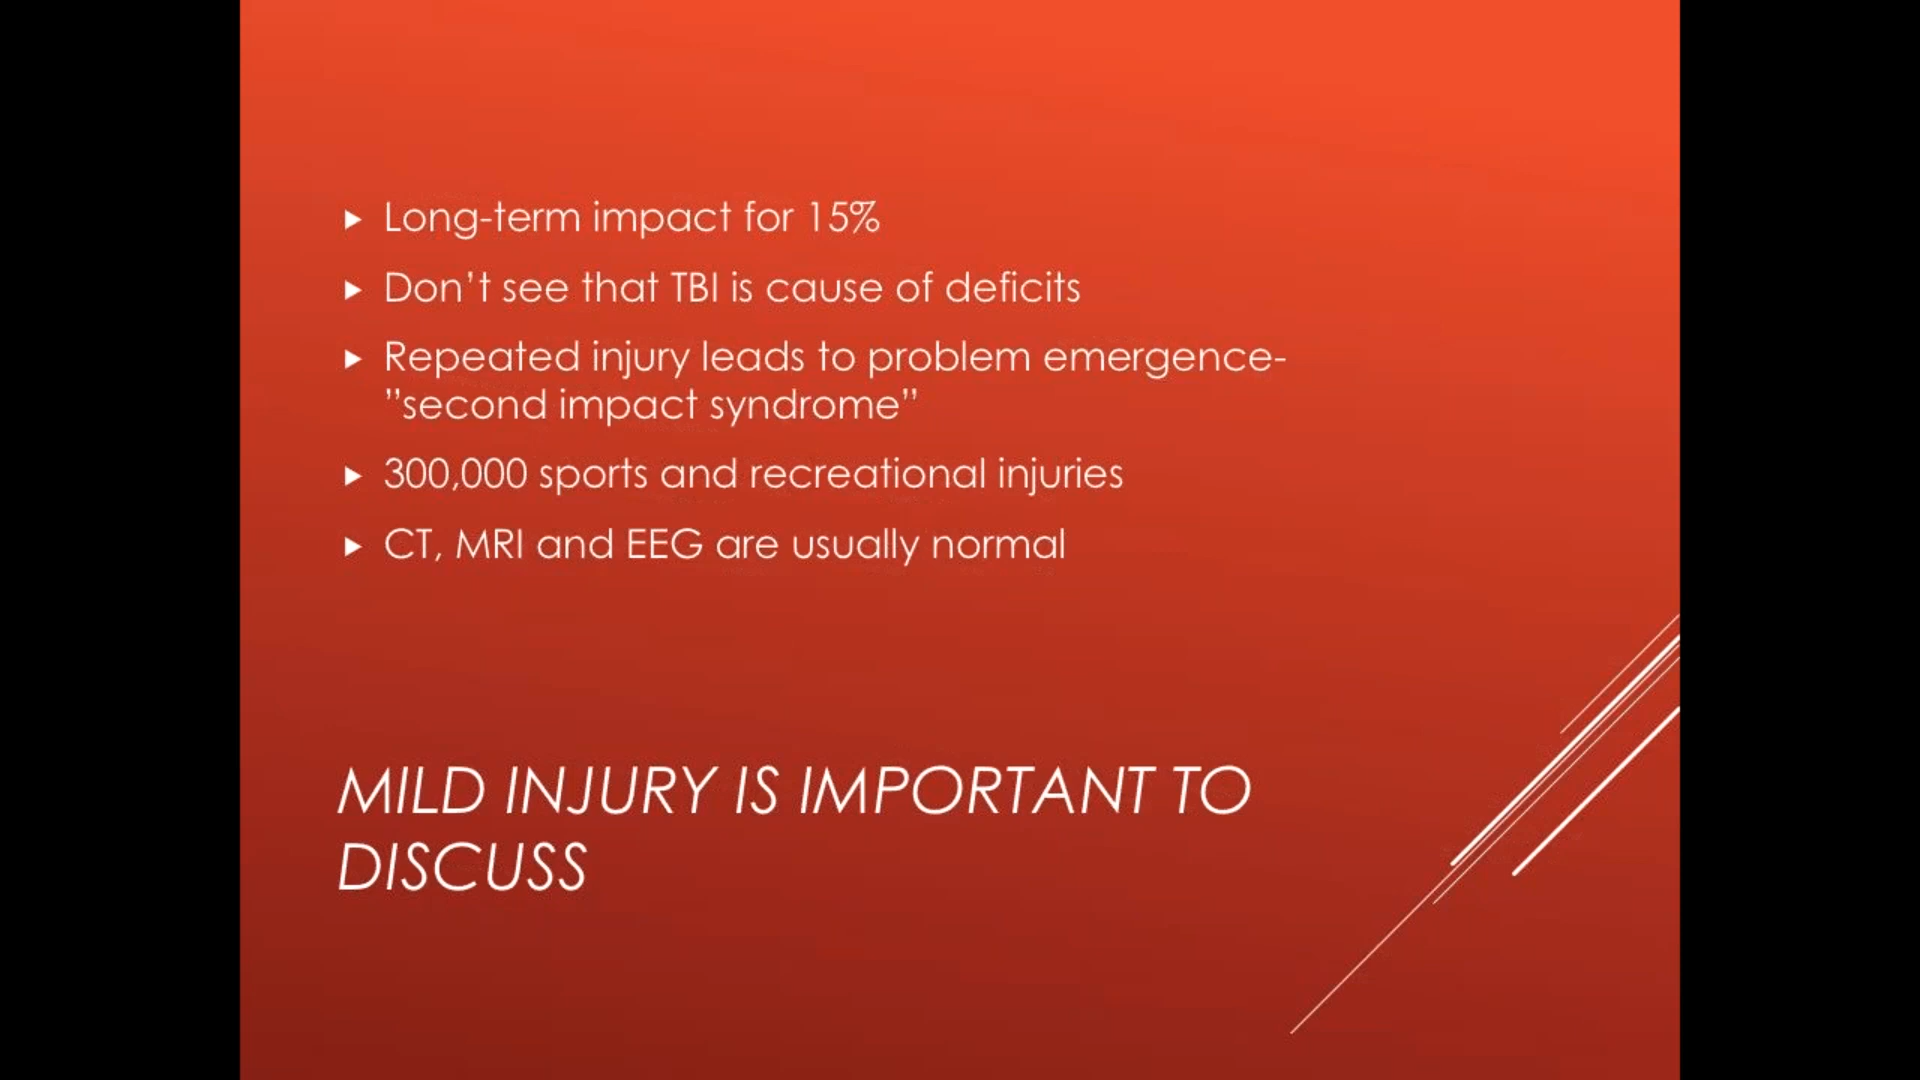 Long-term impact for 15%
Don’t see that TBI is cause of deficits
Repeated injury leads to problem emergence-
”second impact syndrome”
300,000 sports and recreational injuries
CT, MRI and EEG are usually normal
MILD INJURY IS IMPORTANT TO
DISCUSS